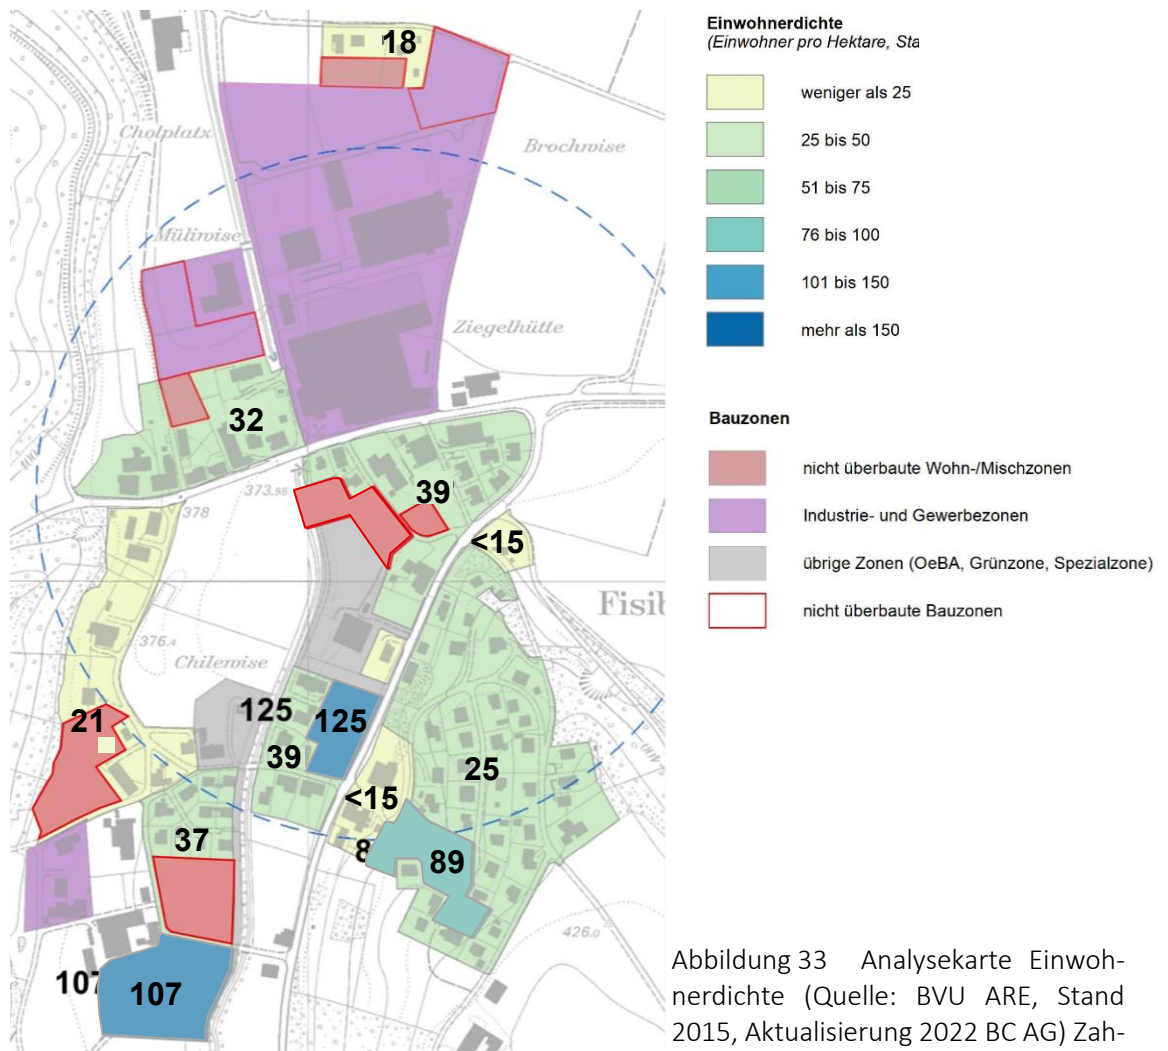 18
Cholplatx
Brochwise
Müliwise
Ziegelhütte
32
373.55
39
378
<15
Fisib
376.4
Chilewise
21
125
125
39
25
<15
37
8
89
426.0
107
107
Einwohnerdichte
(Einwohner pro Hektare, Sta
weniger als 25
25 bis 50
51 bis 75
76 bis 100
101 bis 150
mehr als 150
Bauzonen
nicht überbaute Wohn-/Mischzonen
Industrie- und Gewerbezonen
übrige Zonen (OeBA, Grünzone, Spezialzone)
nicht überbaute Bauzonen
Abbildung 33 Analysekarte Einwoh-
nerdichte (Quelle: BVU ARE, Stand
2015, Aktualisierung 2022 BC AG) Zah-